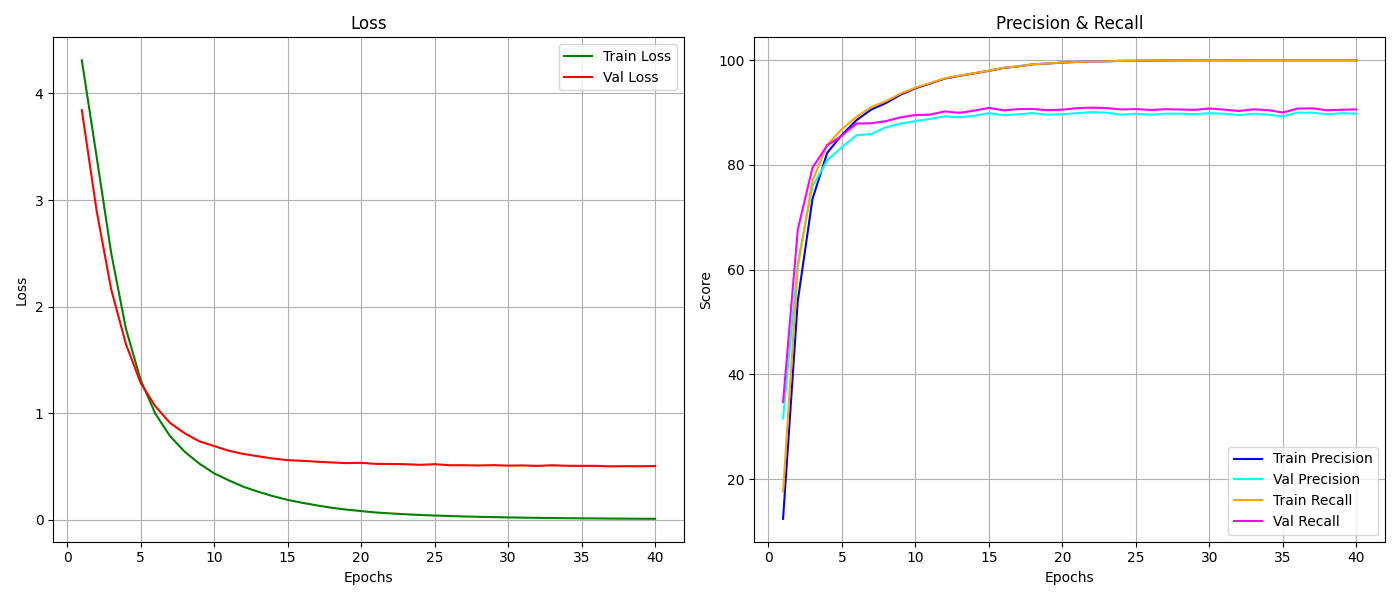 Loss
Train Loss
Val Loss
Loss
4
3
2
1
0
0 5 10 15 20 25 30 35 40
Epochs
Precision & Recall
Score
100
80
60
40
20
Train Precision
Val Precision
Train Recall
Val Recall
0 5 10 15 20 25 30 35 40
Epochs